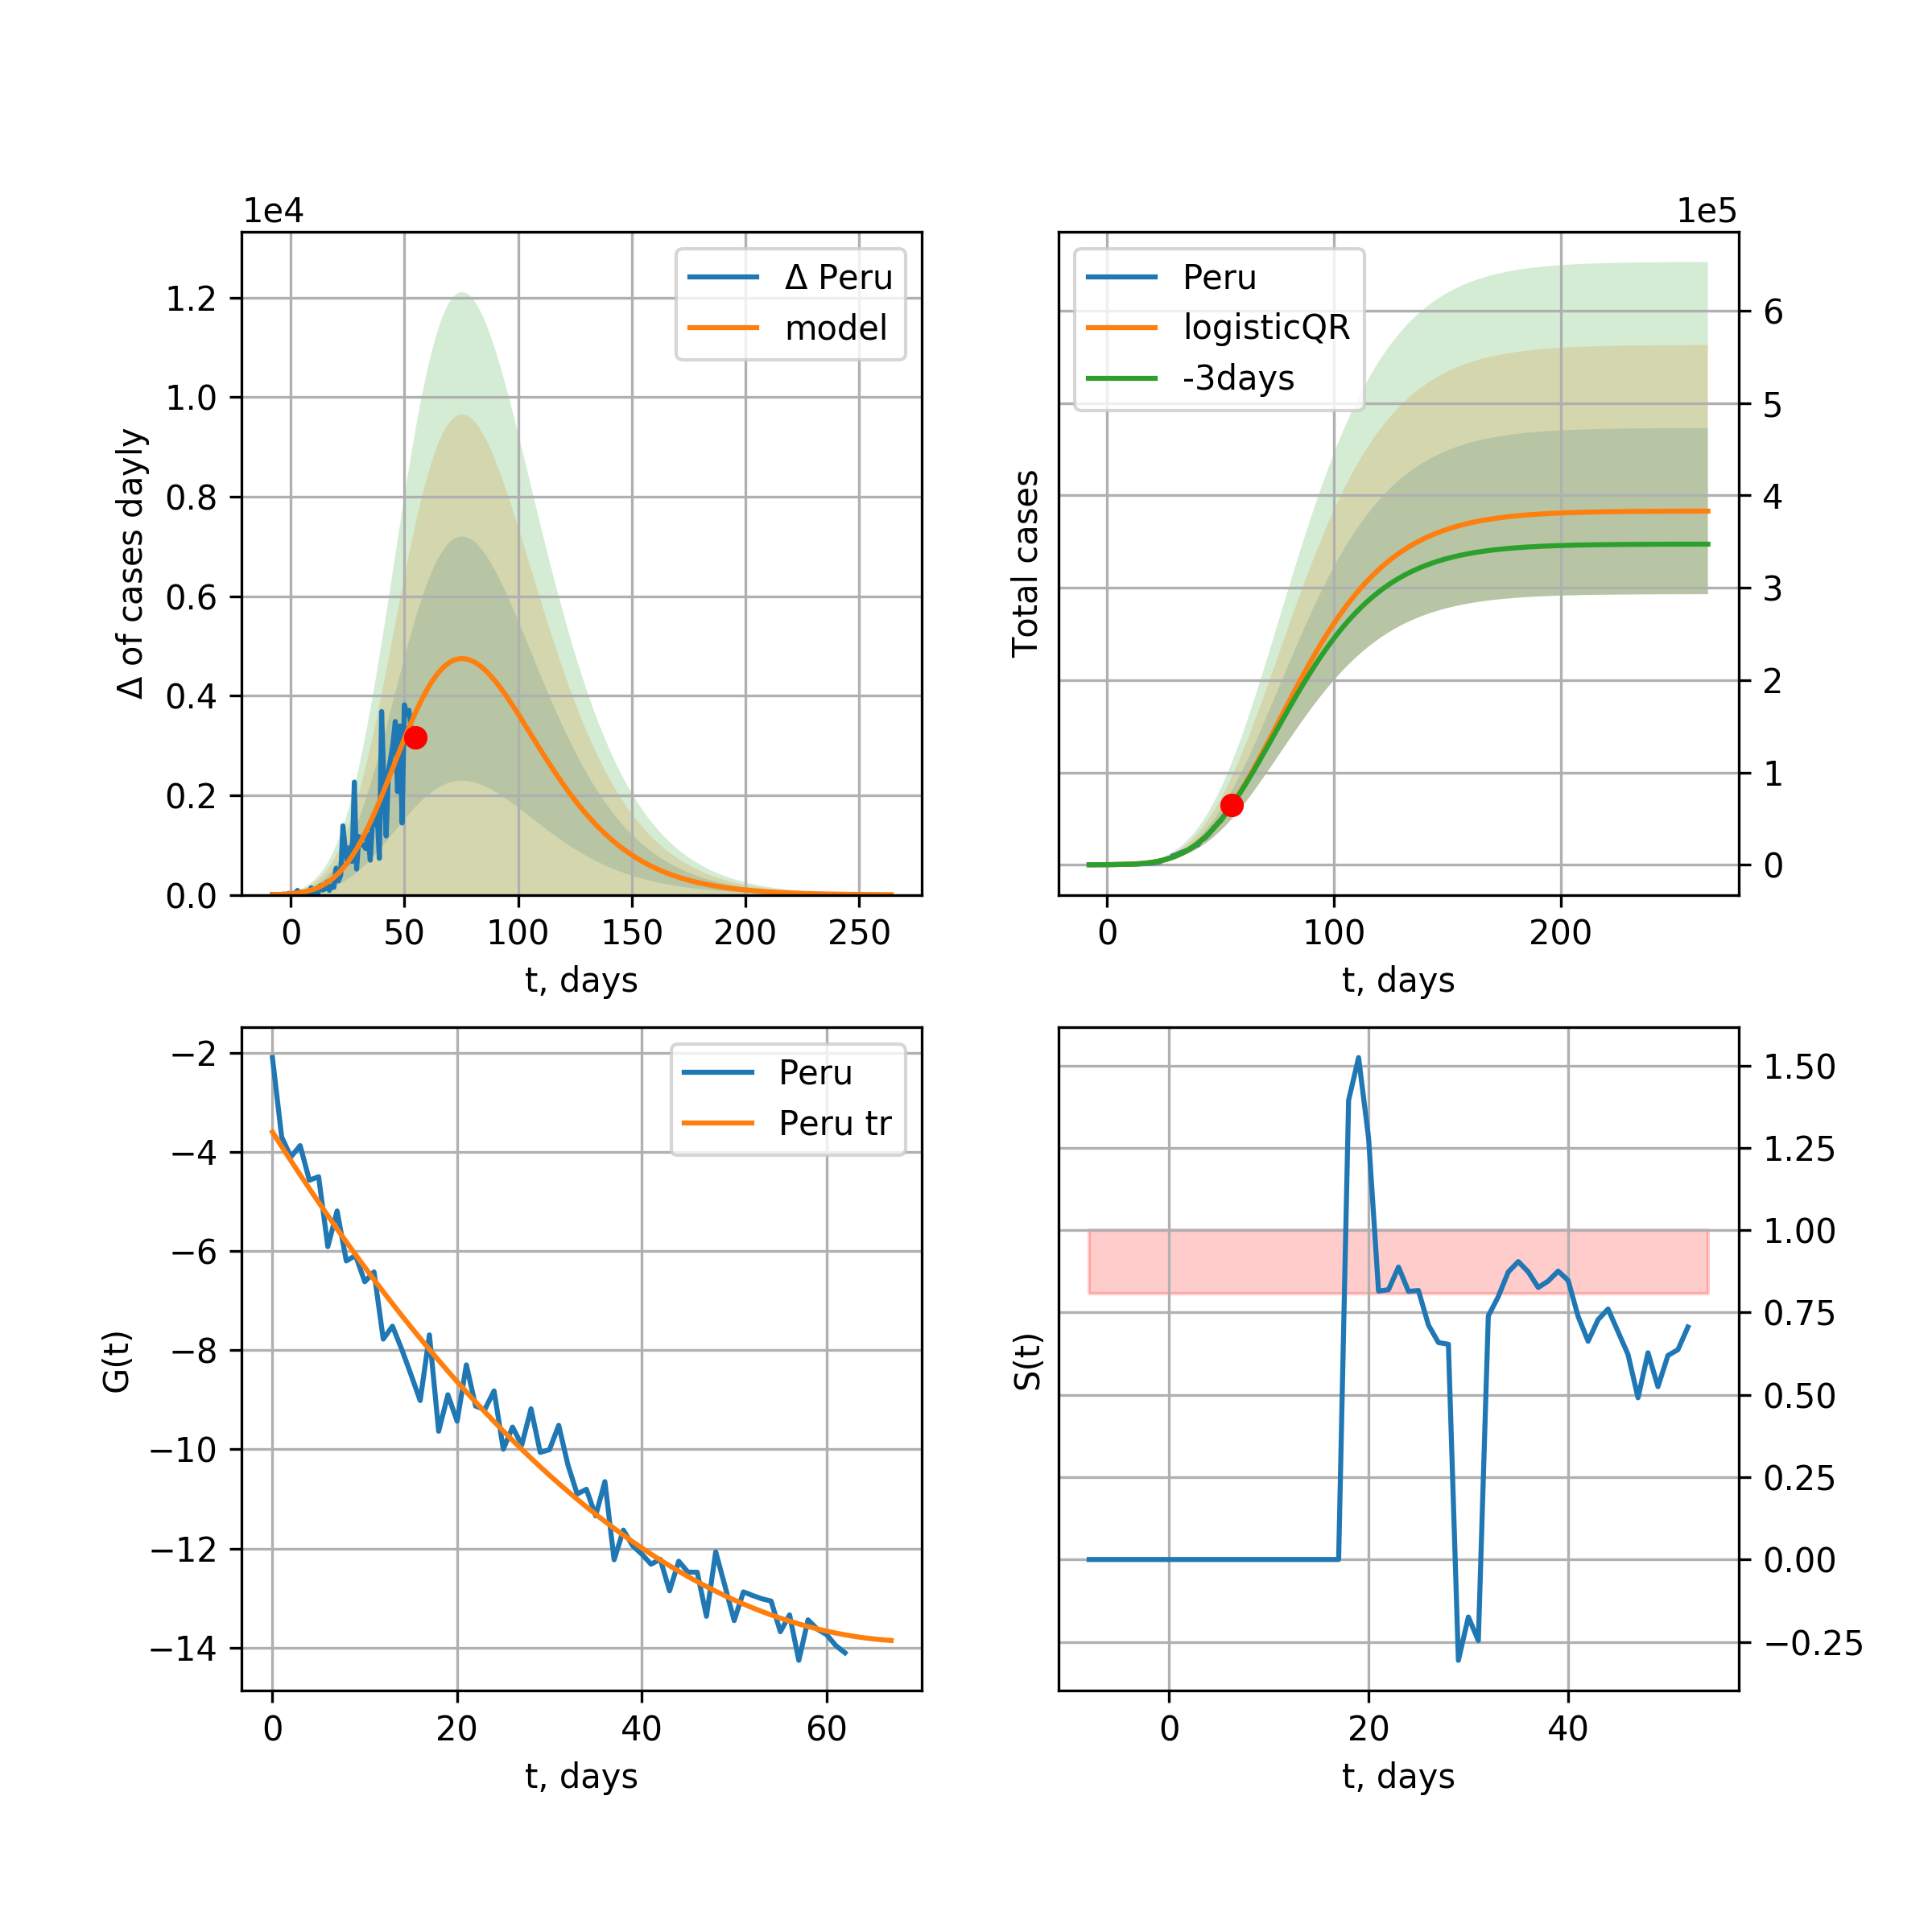 1e4
Δ of cases dayly
1.2
1.0
0.8
0.6
0.4
0.2
0.0
Δ Peru
model
0 50 100 150 200 250
t, days
1e5
Total cases
Peru
logisticQR
-3days
6
5
4
3
2
1
0
0 100 200
t, days
G(t)
−2
−4
−6
−8
−10
−12
−14
Peru
Peru tr
0 20 40 60
t, days
S(t)
1.50
1.25
1.00
0.75
0.50
0.25
0.00
−0.25
0 20 40
t, days